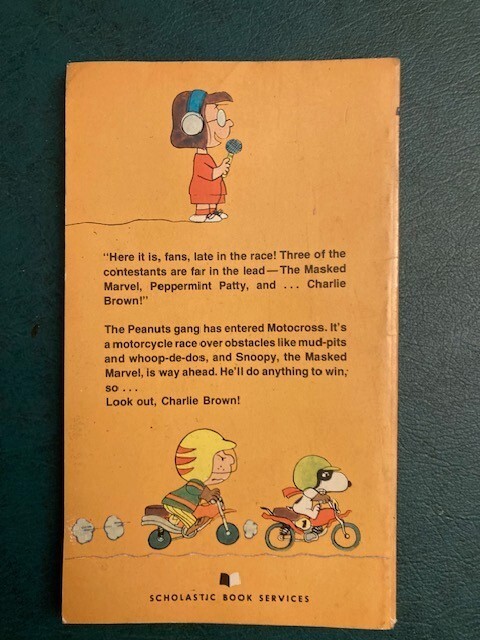 "Here it is, fans, late in the race! Three of the
contestants are far in the lead — The Masked
Marvel, Peppermint Patty, and ... Charlie
Brown!"
The Peanuts gang has entered Motocross. It's
a motorcycle race over obstacles like mud-pits
and whoop-de-dos, and Snoopy, the Masked
Marvel, is way ahead. He'll do anything to win,
so ...
Look out, Charlie Brown!
1
SCHOLASTIC BOOK SERVICES